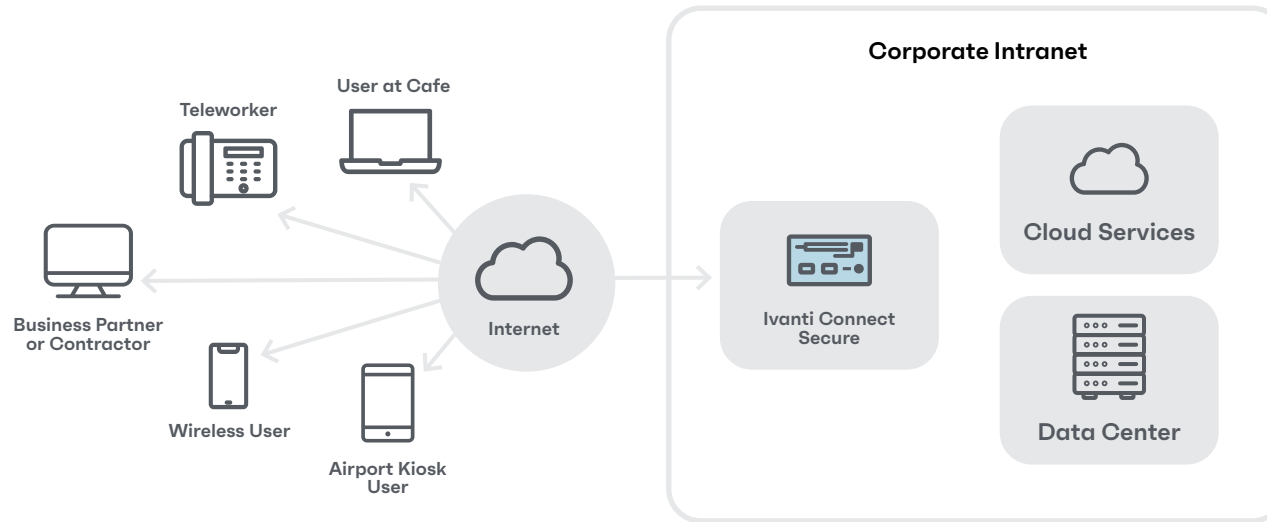 Corporate Intranet
User at Cafe
Teleworker
Business Partner
or Contractor
Wireless User
Airport Kiosk
User
Internet
Ivanti Connect
Secure
Cloud Services
Data Center